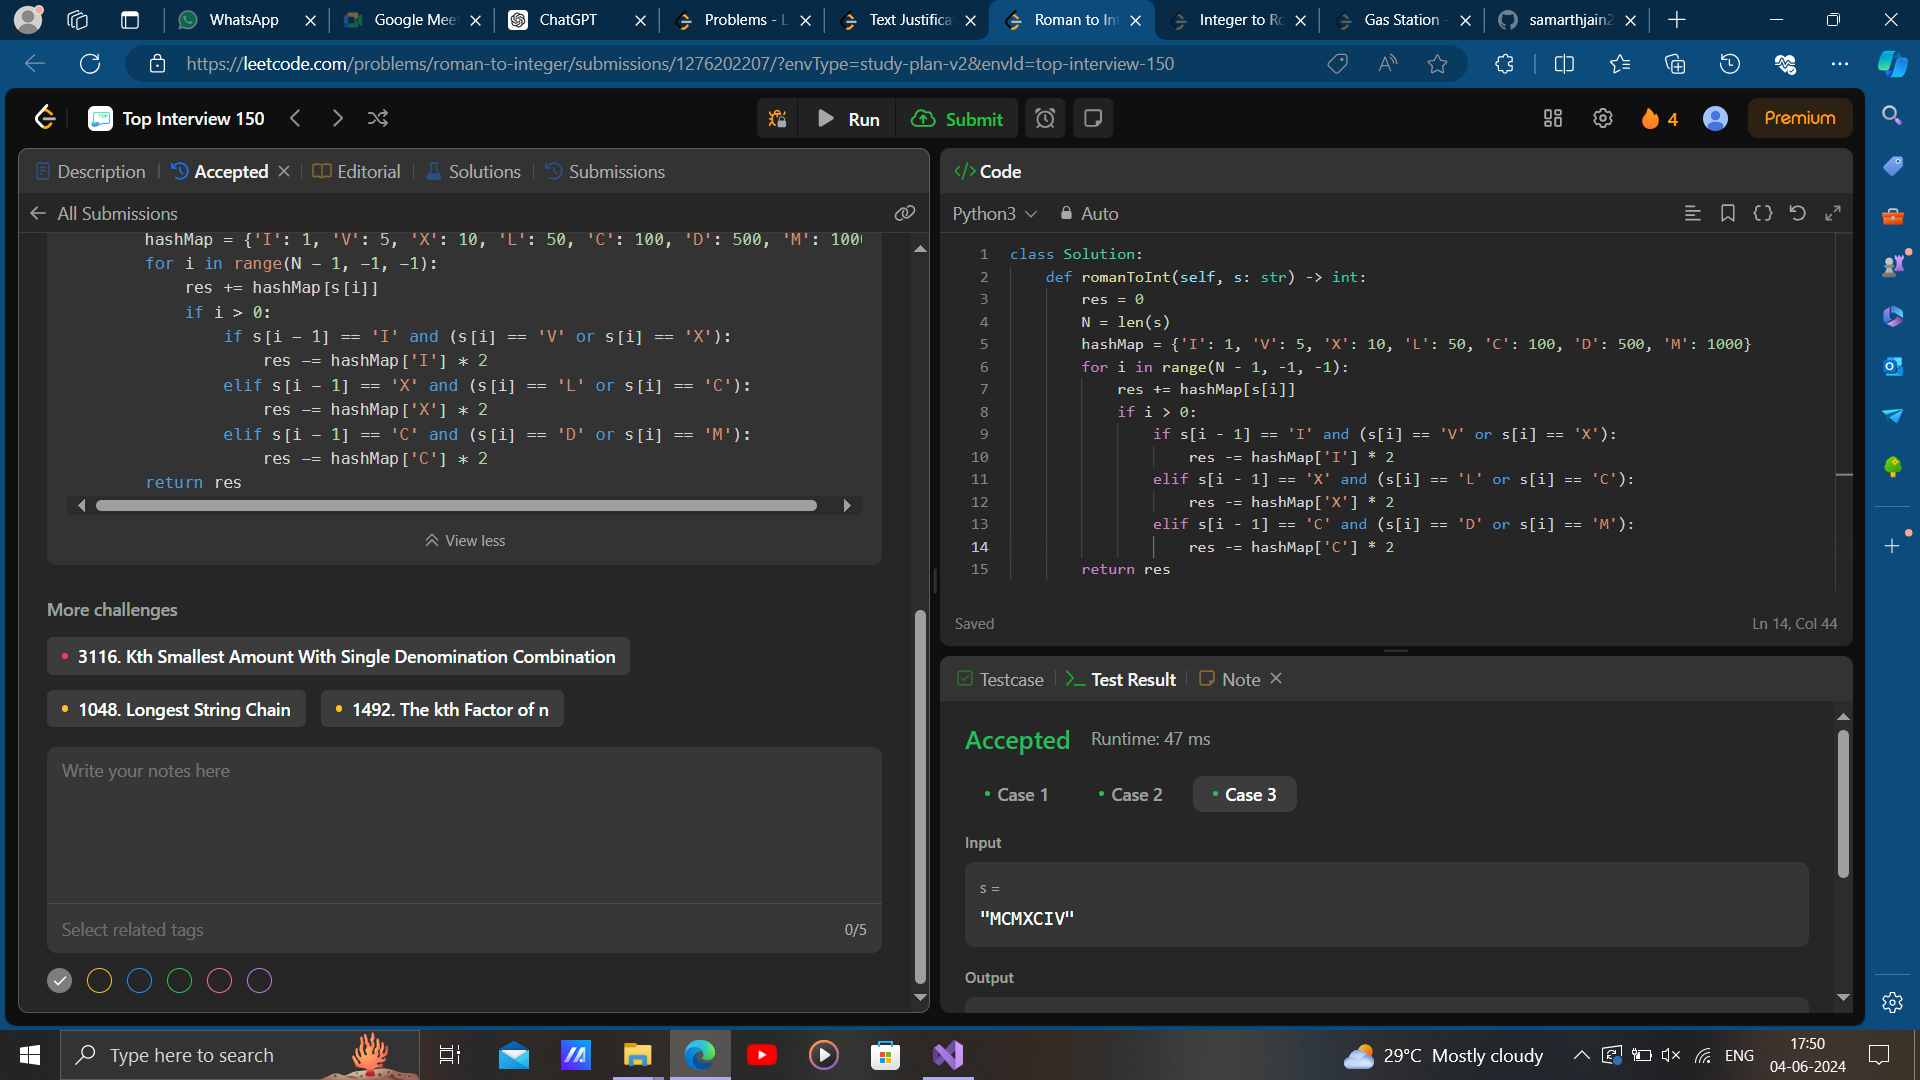 WhatsApp
Google Mee
ChatGPT
Problems - L
Text Justifica
Roman to In
Integer to Ro
Gas Station -
samarthjain2
https://leetcode.com/problems/roman-to-integer/submissions/1276202207/?envType=study-plan-v2&envId=top-interview-150
Top Interview 150
Run
Submit
4
Premium
Description
Accepted
Editorial
Solutions
Submissions
All Submissions
hashMap = {'I': 1, 'V': 5, 'X': 10, 'L': 50, 'C': 100, 'D': 500, 'M': 1000
for i in range(N - 1, -1, -1):
res += hashMap[s[i]]
if i > 0:
if s[i - 1] == 'I' and (s[i] == 'V' or s[i] == 'X'):
res -= hashMap['I'] * 2
elif s[i - 1] == 'X' and (s[i] == 'L' or s[i] == 'C'):
res -= hashMap['X'] * 2
elif s[i - 1] == 'C' and (s[i] == 'D' or s[i] == 'M'):
res -= hashMap['C'] * 2
return res
View less
More challenges
3116. Kth Smallest Amount With Single Denomination Combination
1048. Longest String Chain
1492. The kth Factor of n
Write your notes here
Select related tags
0/5
</> Code
Python3
Auto
1 class Solution:
2 def romanToInt(self, s: str) -> int:
3 res = 0
4 N = len(s)
5 hashMap = {'I': 1, 'V': 5, 'X': 10, 'L': 50, 'C': 100, 'D': 500, 'M': 1000}
6 for i in range(N - 1, -1, -1):
7 res += hashMap[s[i]]
8 if i > 0:
9 if s[i - 1] == 'I' and (s[i] == 'V' or s[i] == 'X'):
10 res -= hashMap['I'] * 2
11 elif s[i - 1] == 'X' and (s[i] == 'L' or s[i] == 'C'):
12 res -= hashMap['X'] * 2
13 elif s[i - 1] == 'C' and (s[i] == 'D' or s[i] == 'M'):
14 res -= hashMap['C'] * 2
15 return res
Saved
Ln 14, Col 44
Testcase
Test Result
Note
Accepted
Runtime: 47 ms
Case 1
Case 2
Case 3
Input
s =
"MCMXCIV"
Output
Type here to search
29°C Mostly cloudy
ENG
17:50
04-06-2024